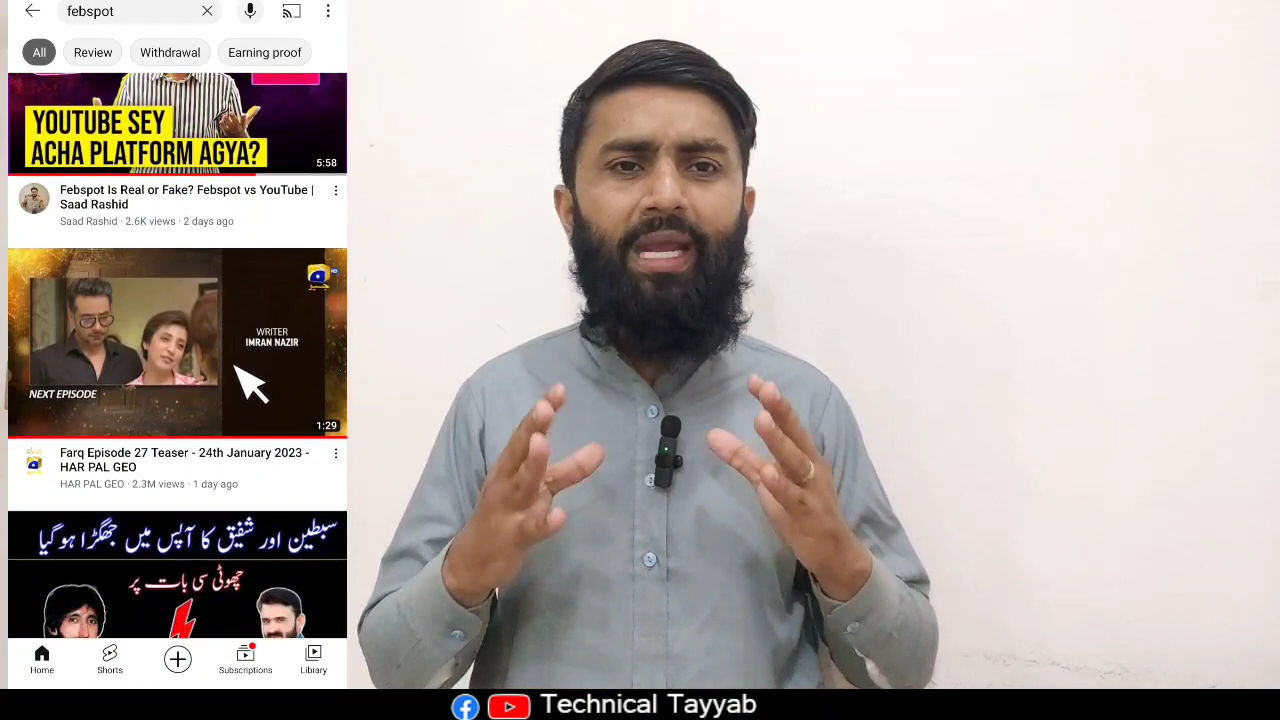 febspot
All
Review
Withdrawal
Earning proof
YOUTUBE SEY
ACHA PLATFORM AGYA?
5:58
Febspot Is Real or Fake? Febspot vs YouTube |
Saad Rashid
Saad Rashid · 2.6K views · 2 days ago
HD
WRITER
IMRAN NAZIR
NEXT EPISODE
1:29
Farq Episode 27 Teaser - 24th January 2023 -
HAR PAL GEO
HAR PAL GEO · 2.3M views · 1 day ago
سبطین اور شفیق کا آپس میں جھگڑا ہو گیا
چھوٹی سی بات پر
Home
Shorts
Subscriptions
Library
Technical Tayyab